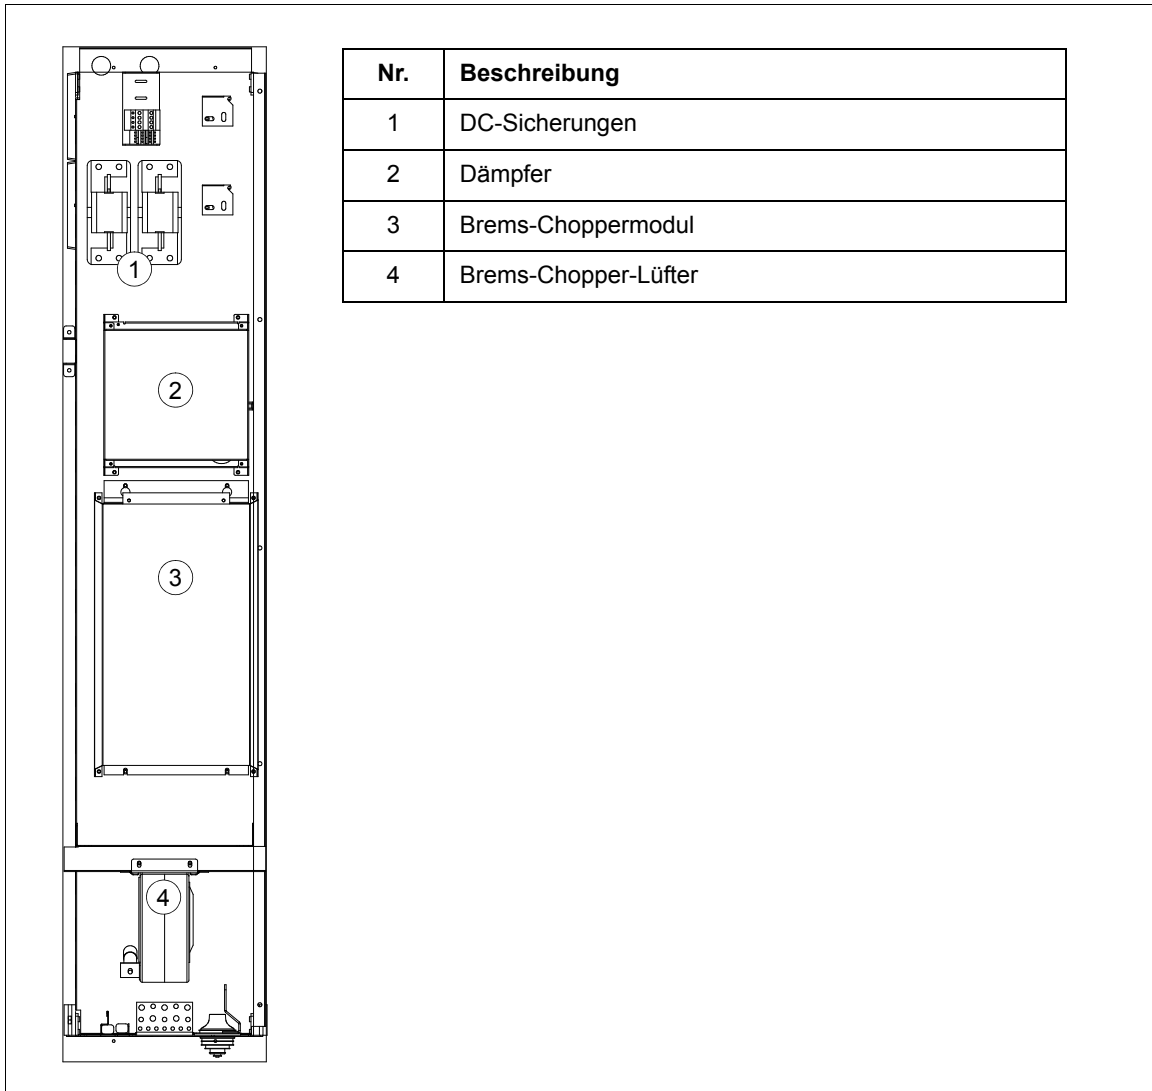 Nr. Beschreibung
1 DC-Sicherungen
2 Dämpfer
3 Brems-Choppermodul
4 Brems-Chopper-Lüfter
1
2
3
4